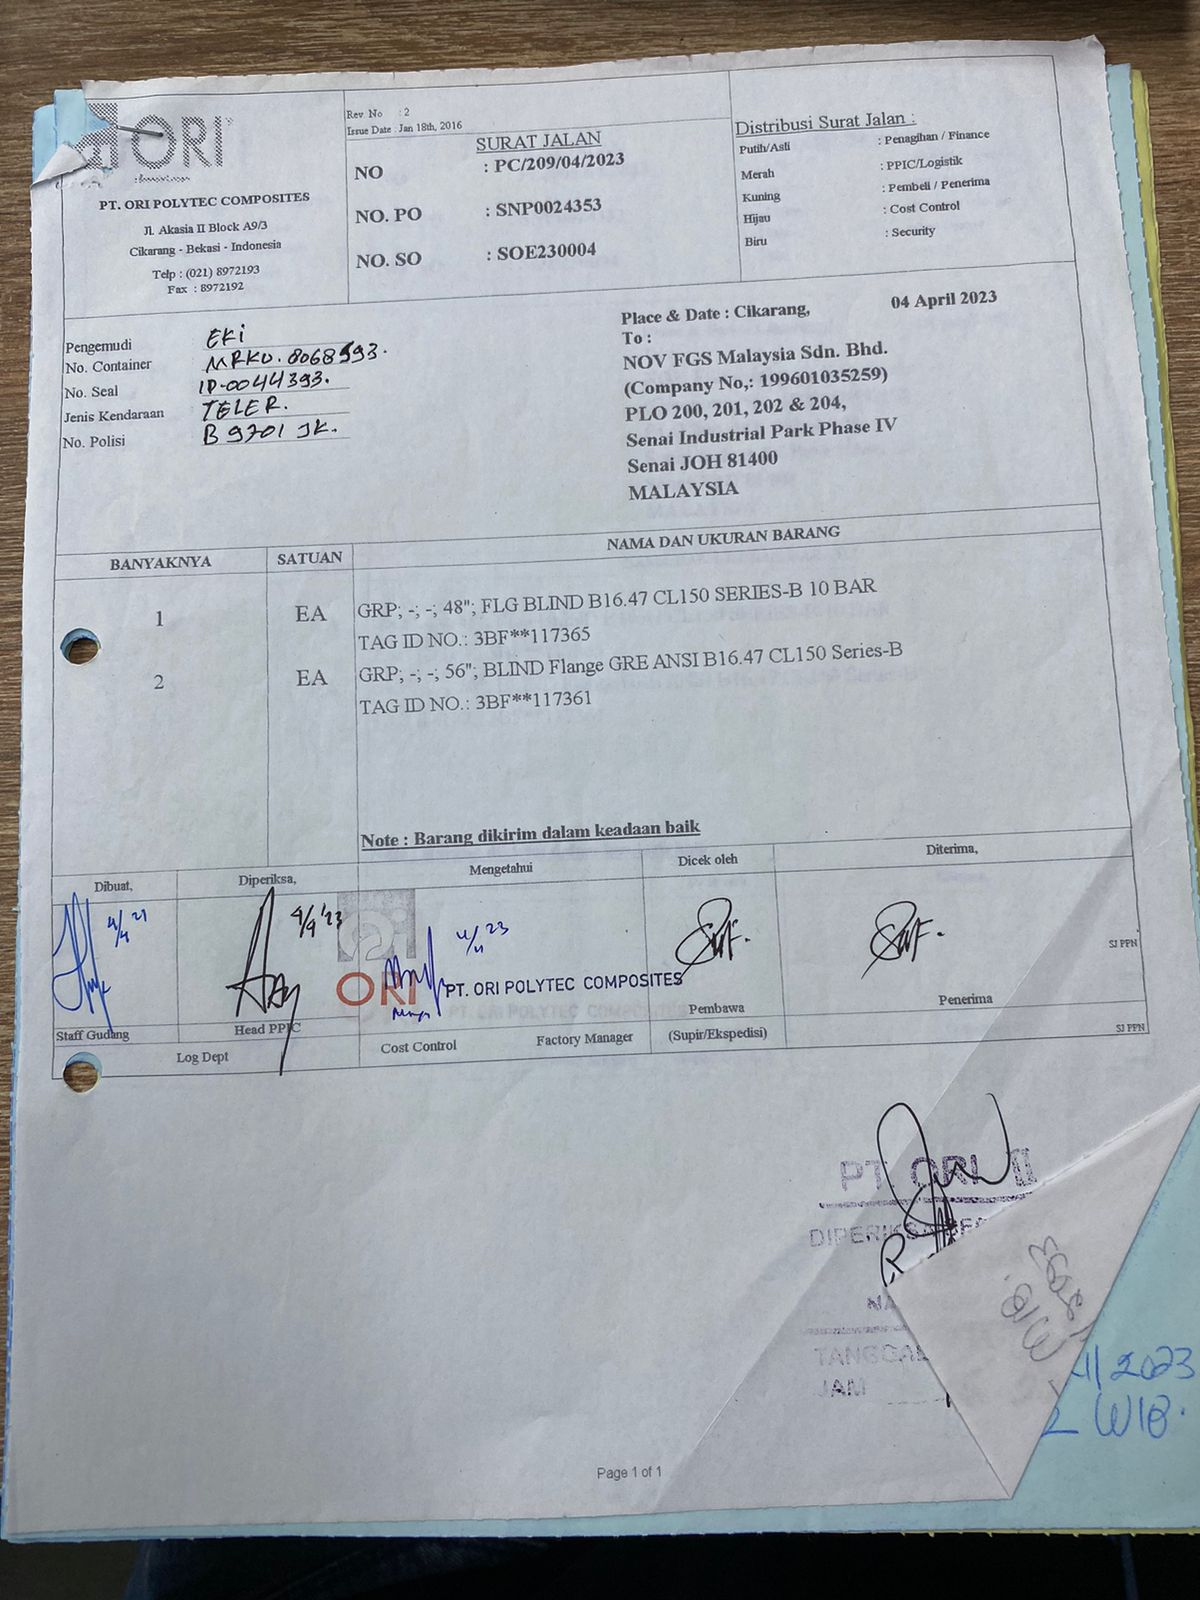 ORI
PT. ORI POLYTEC COMPOSITES
Jl. Akasia II Block A9/3
Cikarang - Bekasi - Indonesia
Telp : (021) 8972193
Fax : 8972192
Rev No : 2
Issue Date : Jan 18th, 2016
SURAT JALAN
NO : PC/209/04/2023
NO. PO : SNP0024353
NO. SO : SOE230004
Distribusi Surat Jalan :
Putih/Asli : Penagihan / Finance
Merah : PPIC/Logistik
Kuning : Pembeli / Penerima
Hijau : Cost Control
Biru : Security
Pengemudi EKi
No. Container MRKU. 8068593.
No. Seal ID-0044393.
Jenis Kendaraan TELER.
No. Polisi B 9701 JK.
Place & Date : Cikarang, 04 April 2023
To :
NOV FGS Malaysia Sdn. Bhd.
(Company No,: 199601035259)
PLO 200, 201, 202 & 204,
Senai Industrial Park Phase IV
Senai JOH 81400
MALAYSIA
BANYAKNYA SATUAN NAMA DAN UKURAN BARANG
1 EA GRP; -; -; 48"; FLG BLIND B16.47 CL150 SERIES-B 10 BAR
TAG ID NO.: 3BF**117365
2 EA GRP; -; -; 56"; BLIND Flange GRE ANSI B16.47 CL150 Series-B
TAG ID NO.: 3BF**117361
Note : Barang dikirim dalam keadaan baik
Dibuat, Diperiksa, Mengetahui Dicek oleh Diterima,
4/4 '23 4/4 23
SJ PPN
ORI PT. ORI POLYTEC COMPOSITES
Staff Gudang Head PPIC Pembawa Penerima
Log Dept Cost Control Factory Manager (Supir/Ekspedisi) SJ PPN
PT. ORI II
DIPERIKSA
TANGGAL
JAM
/2023
WIB.
Page 1 of 1